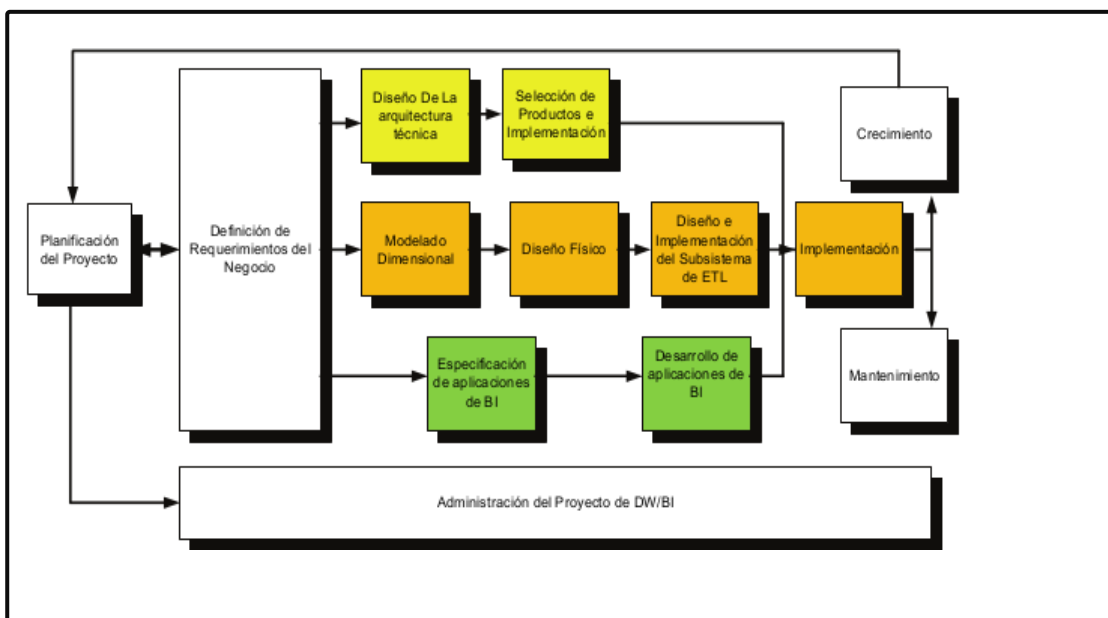 Diseño De La
arquitectura
técnica
Selección de
Productos e
Implementación
Crecimiento
Planificación
del Proyecto
Definición de
Requerimientos del
Negocio
Modelado
Dimensional
Diseño Físico
Diseño e
Implementación
del Subsistema
de ETL
Implementación
Especificación
de aplicaciones
de BI
Desarrollo de
aplicaciones de
BI
Mantenimiento
Administración del Proyecto de DW/BI